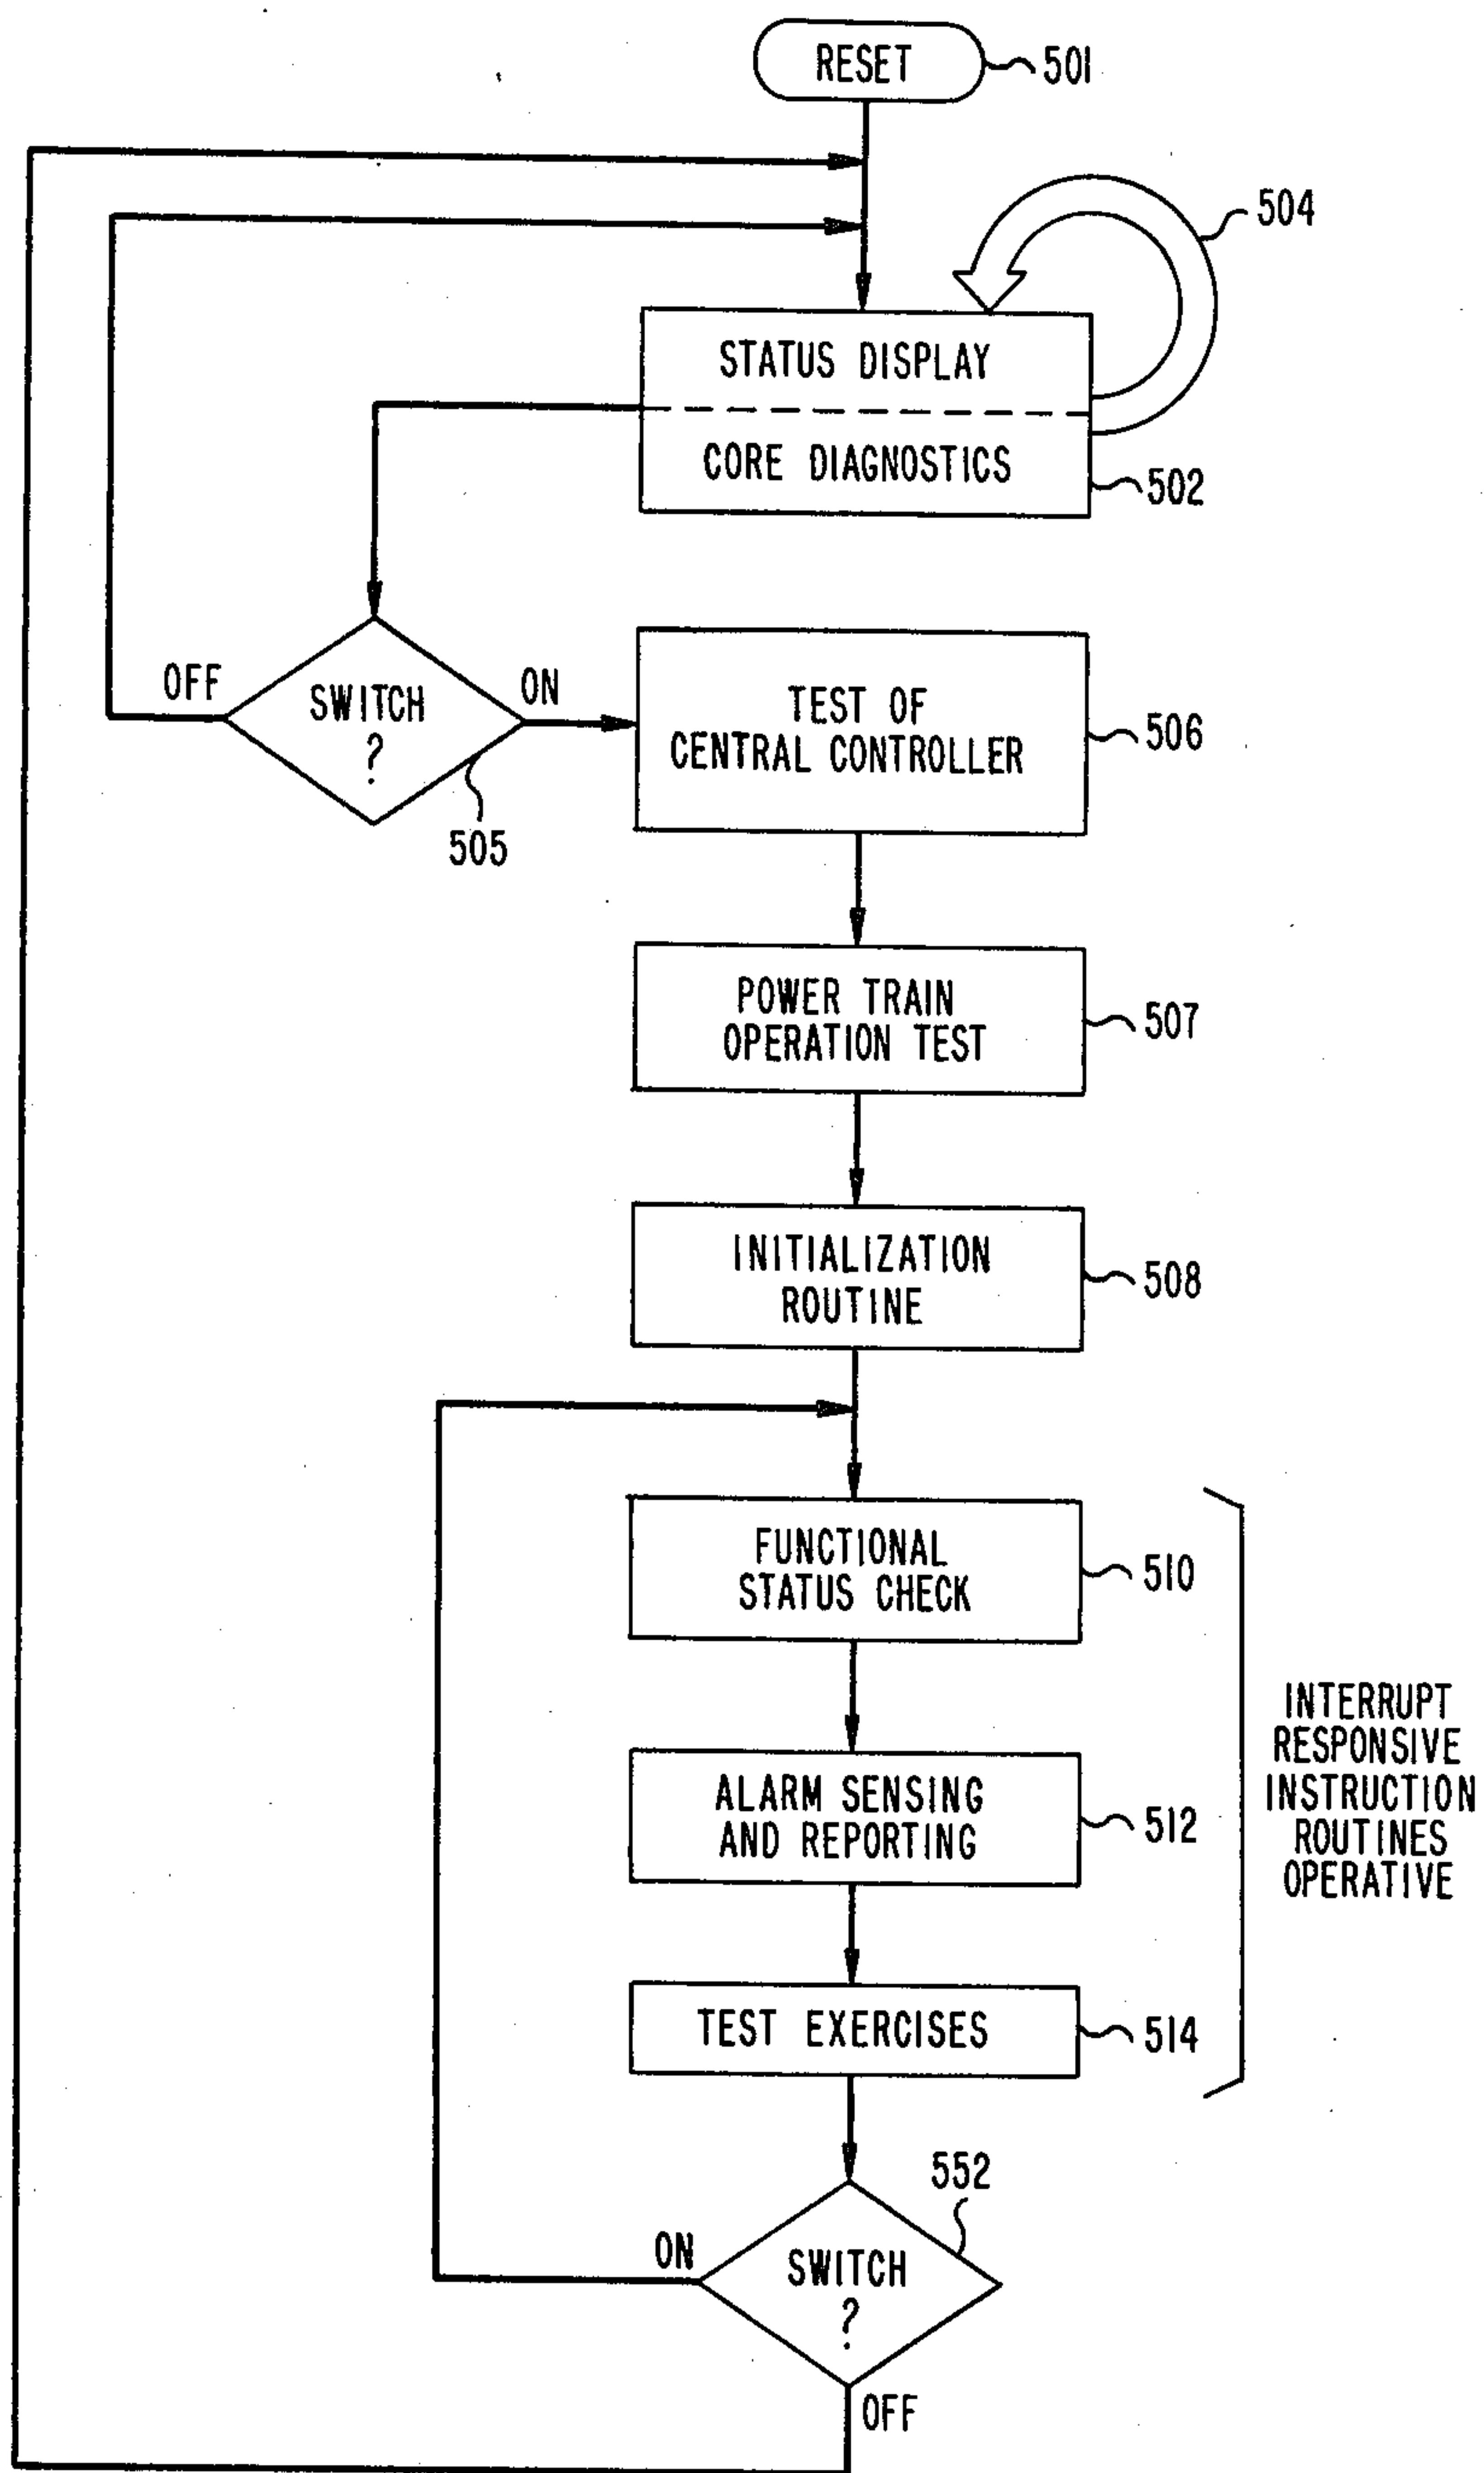 RESET
501
504
STATUS DISPLAY
CORE DIAGNOSTICS
502
OFF
SWITCH
?
ON
505
TEST OF
CENTRAL CONTROLLER
506
POWER TRAIN
OPERATION TEST
507
INITIALIZATION
ROUTINE
508
FUNCTIONAL
STATUS CHECK
510
ALARM SENSING
AND REPORTING
512
TEST EXERCISES
514
INTERRUPT
RESPONSIVE
INSTRUCTION
ROUTINES
OPERATIVE
552
ON
SWITCH
?
OFF